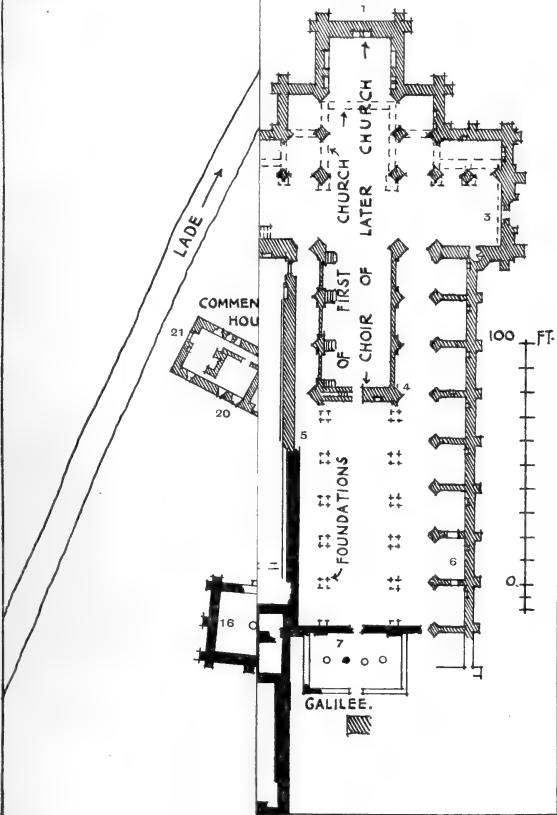 1
LADE
CHURCH
LATER CHURCH
OF FIRST
CHOIR OF
3
COMMEN
HOU
21
20
100 FT.
4
5
FOUNDATIONS
6
0.
16
7
GALILEE.